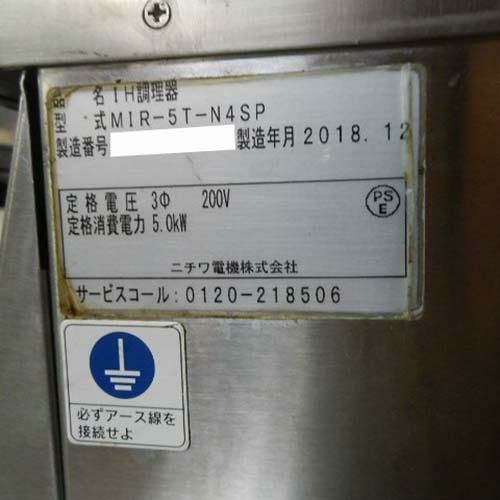 品 名 IH調理器
型 式 MIR-5T-N4SP
製造番号 製造年月 2018.12
定格電圧 3Φ 200V
定格消費電力 5.0kW
PS
E
ニチワ電機株式会社
サービスコール:0120-218506
必ずアース線を
接続せよ